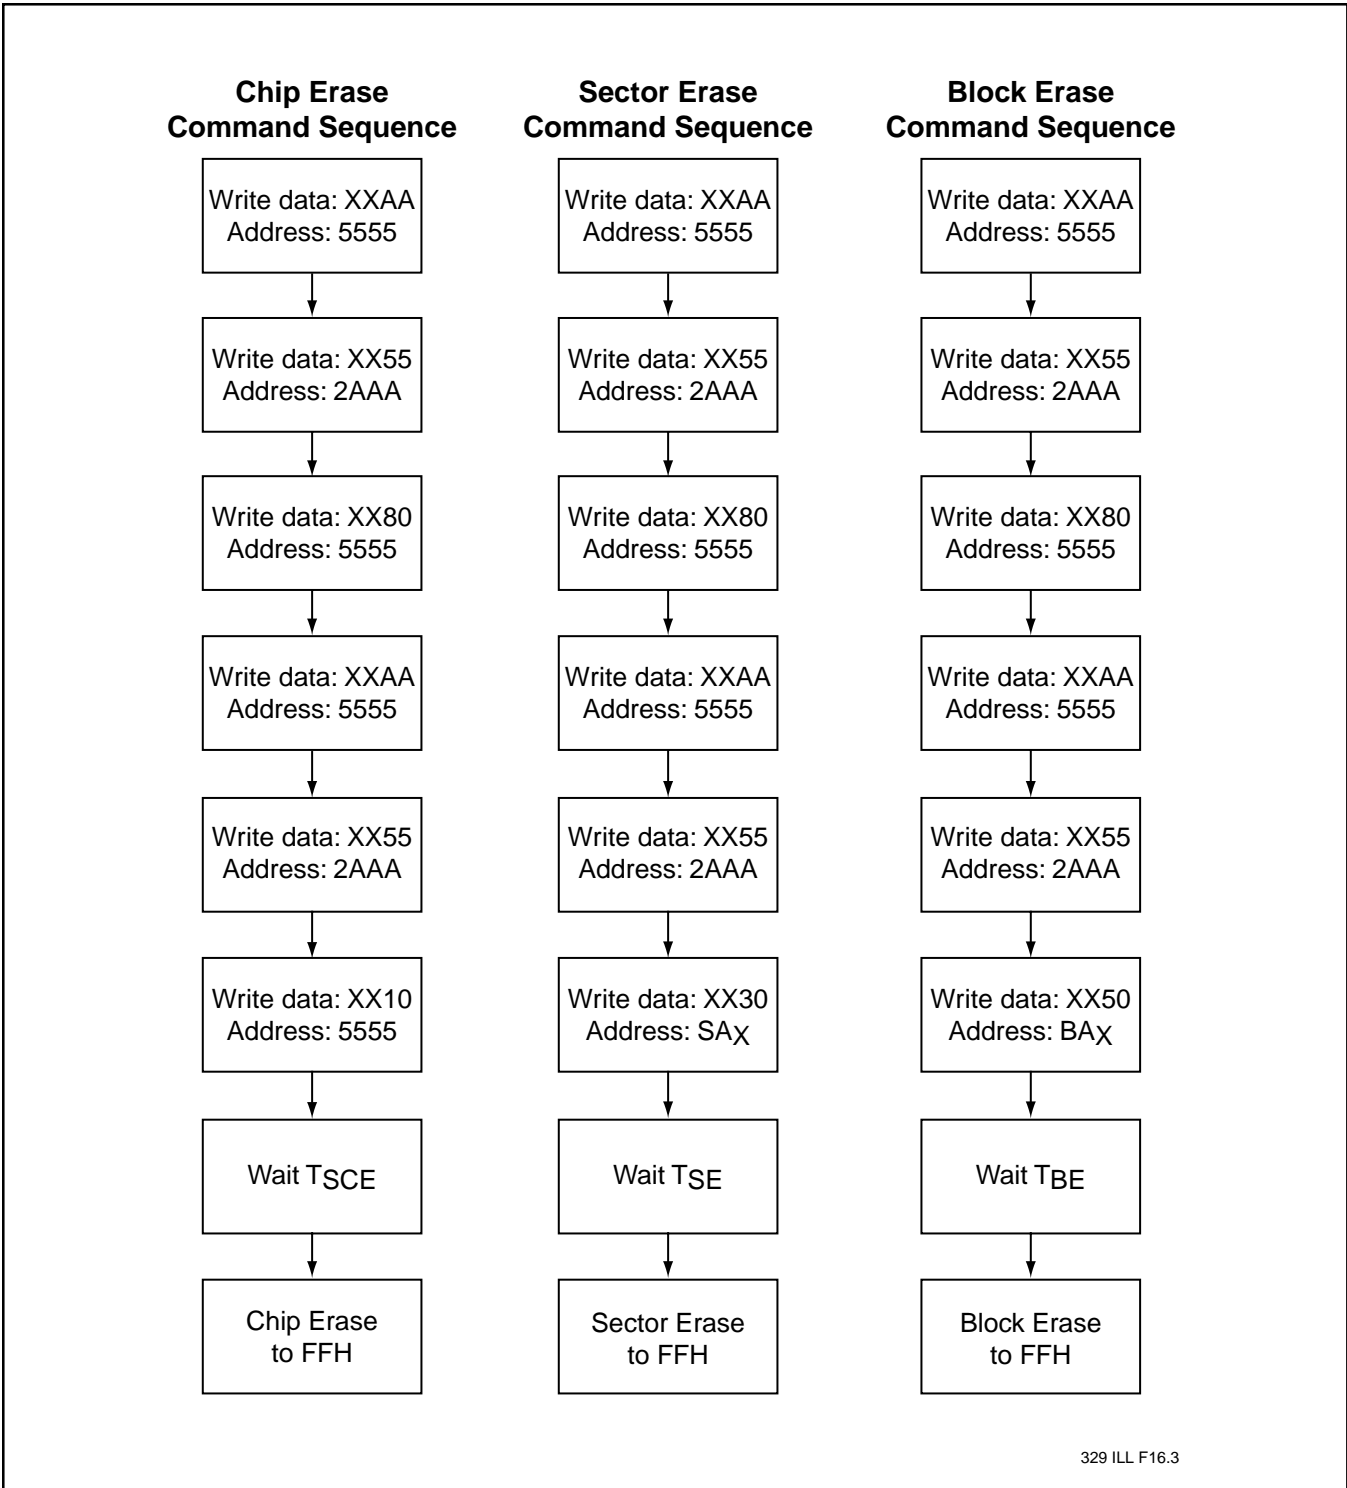 Chip Erase
Command Sequence
Write data: XXAA
Address: 5555
Write data: XX55
Address: 2AAA
Write data: XX80
Address: 5555
Write data: XXAA
Address: 5555
Write data: XX55
Address: 2AAA
Write data: XX10
Address: 5555
Wait TSCE
Chip Erase
to FFH
Sector Erase
Command Sequence
Write data: XXAA
Address: 5555
Write data: XX55
Address: 2AAA
Write data: XX80
Address: 5555
Write data: XXAA
Address: 5555
Write data: XX55
Address: 2AAA
Write data: XX30
Address: SAX
Wait TSE
Sector Erase
to FFH
Block Erase
Command Sequence
Write data: XXAA
Address: 5555
Write data: XX55
Address: 2AAA
Write data: XX80
Address: 5555
Write data: XXAA
Address: 5555
Write data: XX55
Address: 2AAA
Write data: XX50
Address: BAX
Wait TBE
Block Erase
to FFH
329 ILL F16.3